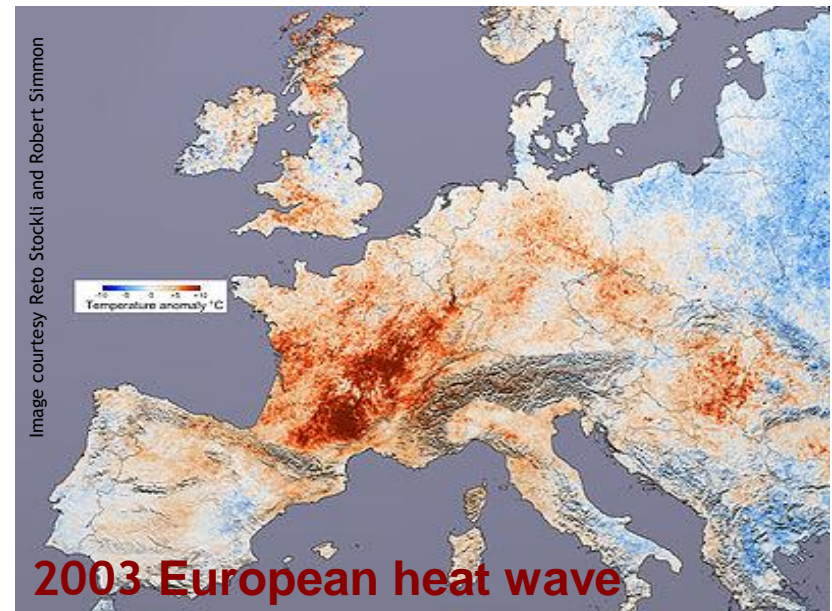 Image courtesy Reto Stockli and Robert Simmon
-10 -5 0 +5 +10
Temperature anomaly °C
2003 European heat wave